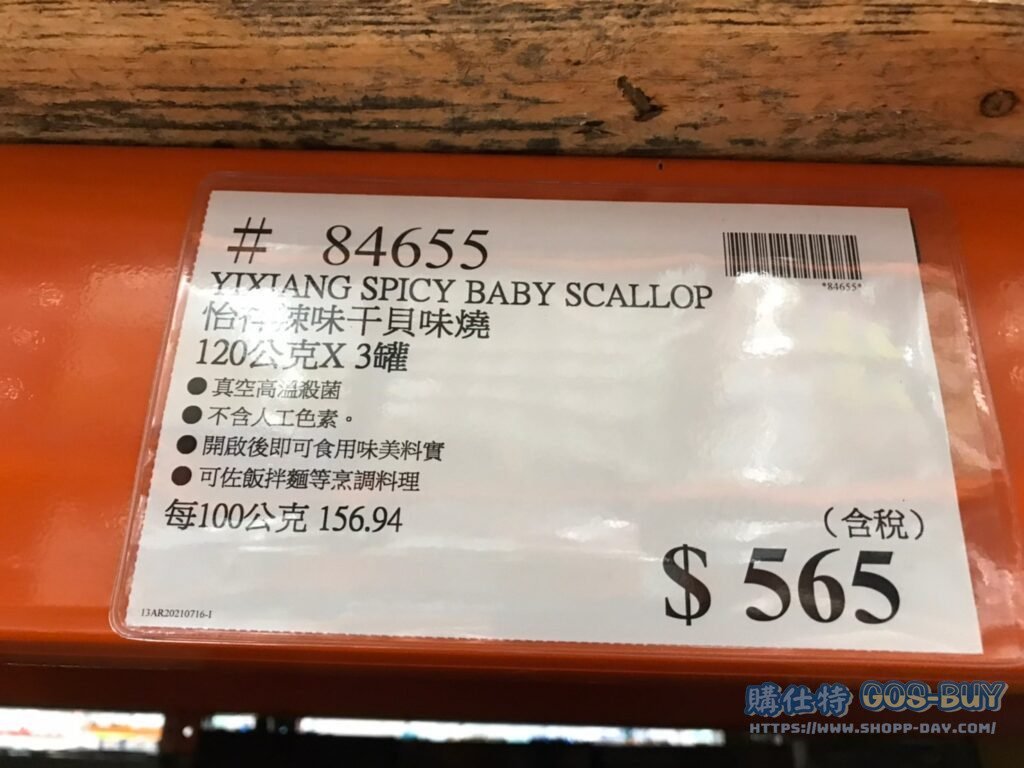 # 84655
*84655*
YIXIANG SPICY BABY SCALLOP
怡祥辣味干貝味燒
120公克X 3罐
● 真空高溫殺菌
● 不含人工色素。
● 開啟後即可食用味美料實
● 可佐飯拌麵等烹調料理
每100公克 156.94
(含稅)
$ 565
13AR20210716-1
購仕特 GOS-BUY
HTTPS://WWW.SHOPP-DAY.COM/